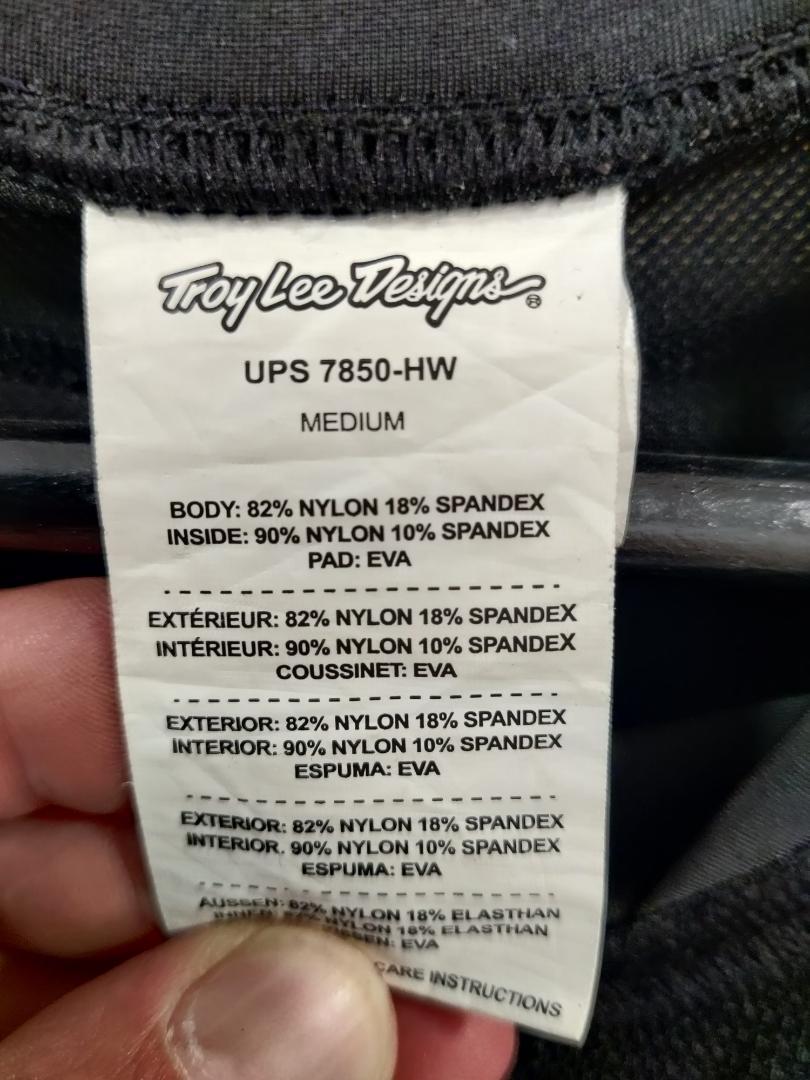 Troy Lee Designs®
UPS 7850-HW
MEDIUM
BODY: 82% NYLON 18% SPANDEX
INSIDE: 90% NYLON 10% SPANDEX
PAD: EVA
EXTÉRIEUR: 82% NYLON 18% SPANDEX
INTÉRIEUR: 90% NYLON 10% SPANDEX
COUSSINET: EVA
EXTERIOR: 82% NYLON 18% SPANDEX
INTERIOR: 90% NYLON 10% SPANDEX
ESPUMA: EVA
EXTERIOR: 82% NYLON 18% SPANDEX
INTERIOR. 90% NYLON 10% SPANDEX
ESPUMA: EVA
AUSSEN: 82% NYLON 18% ELASTHAN
NYLON 18% ELASTHAN
EVA
CARE INSTRUCTIONS